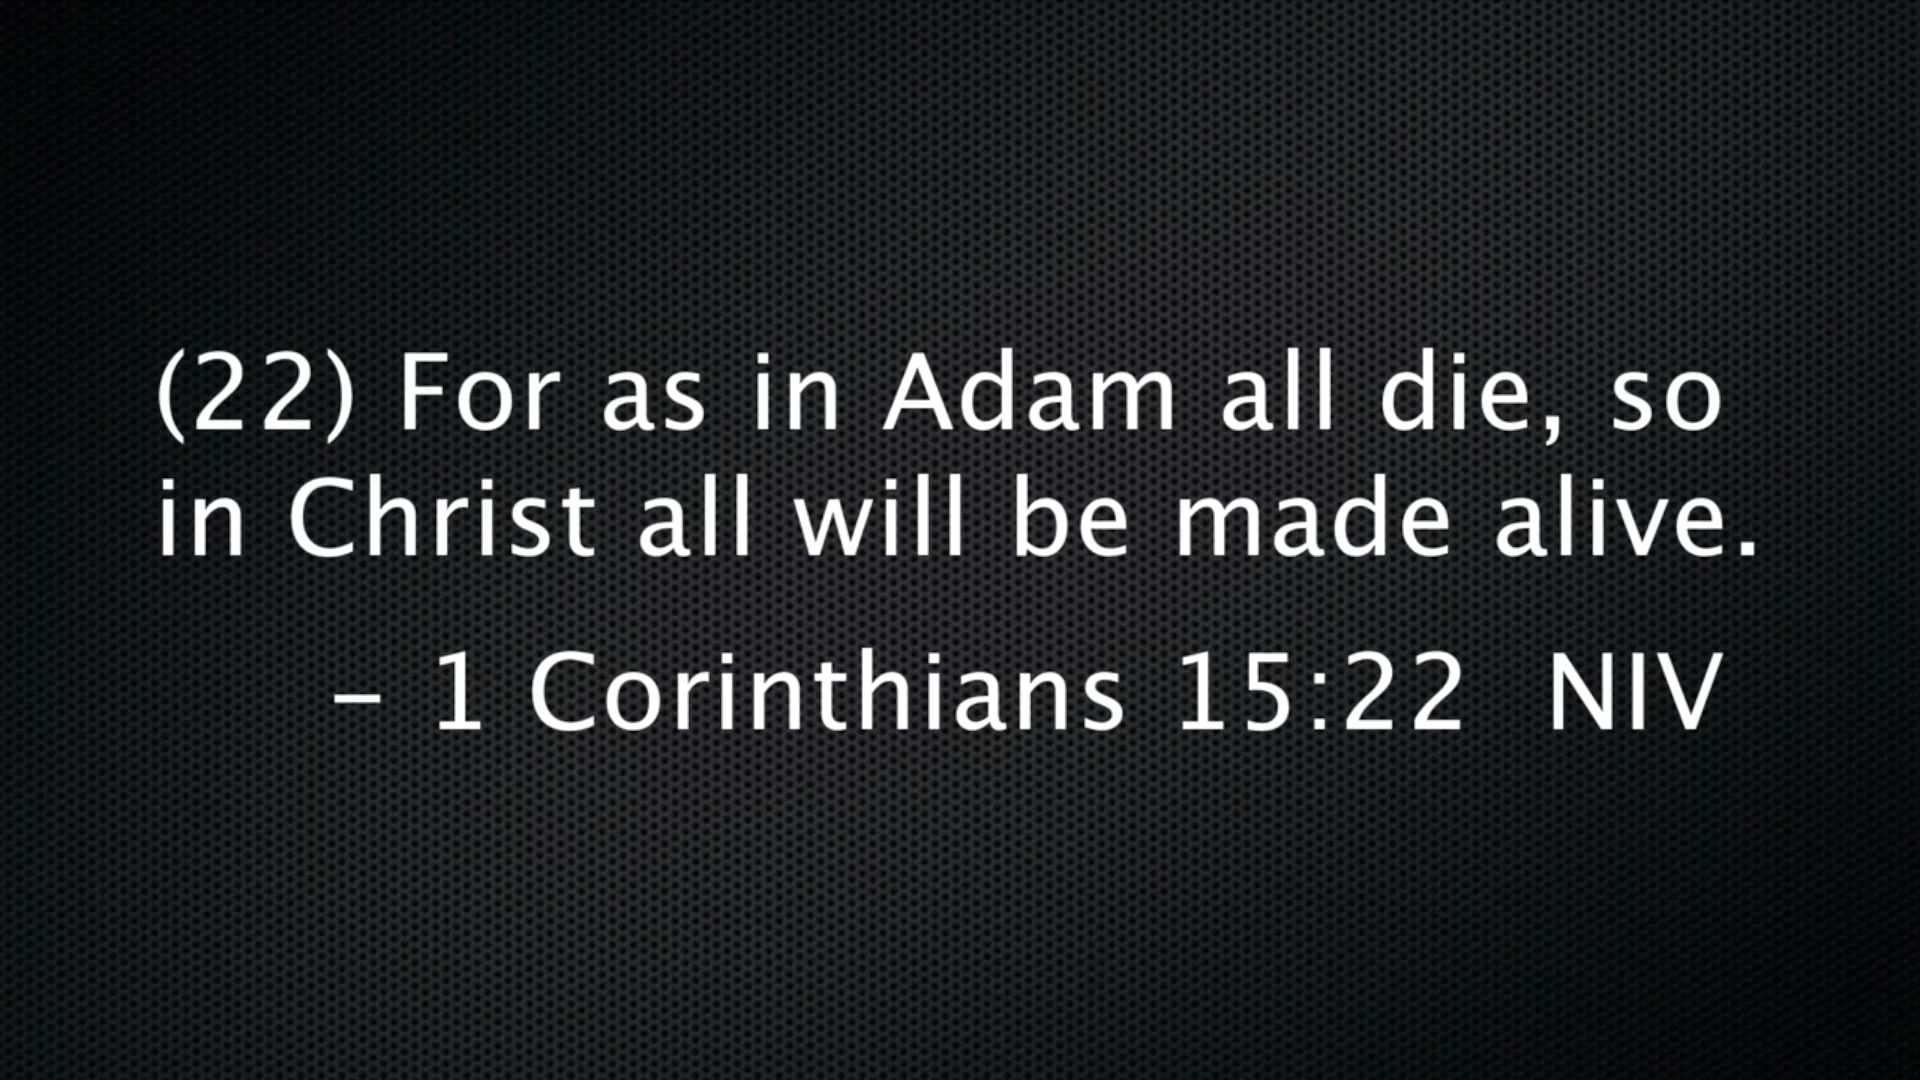 (22) For as in Adam all die, so
in Christ all will be made alive.
– 1 Corinthians 15:22 NIV